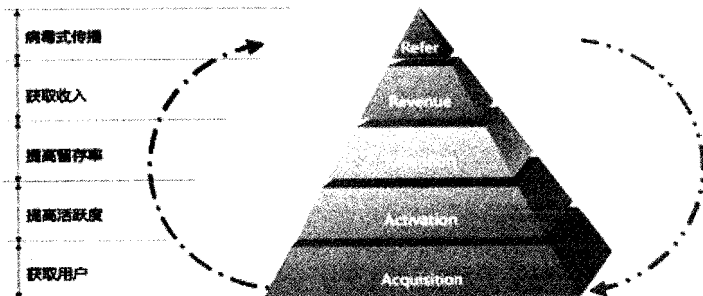 病毒式传播
Refer
获取收入
Revenue
提高留存率
提高活跃度
Activation
获取用户
Acquisition